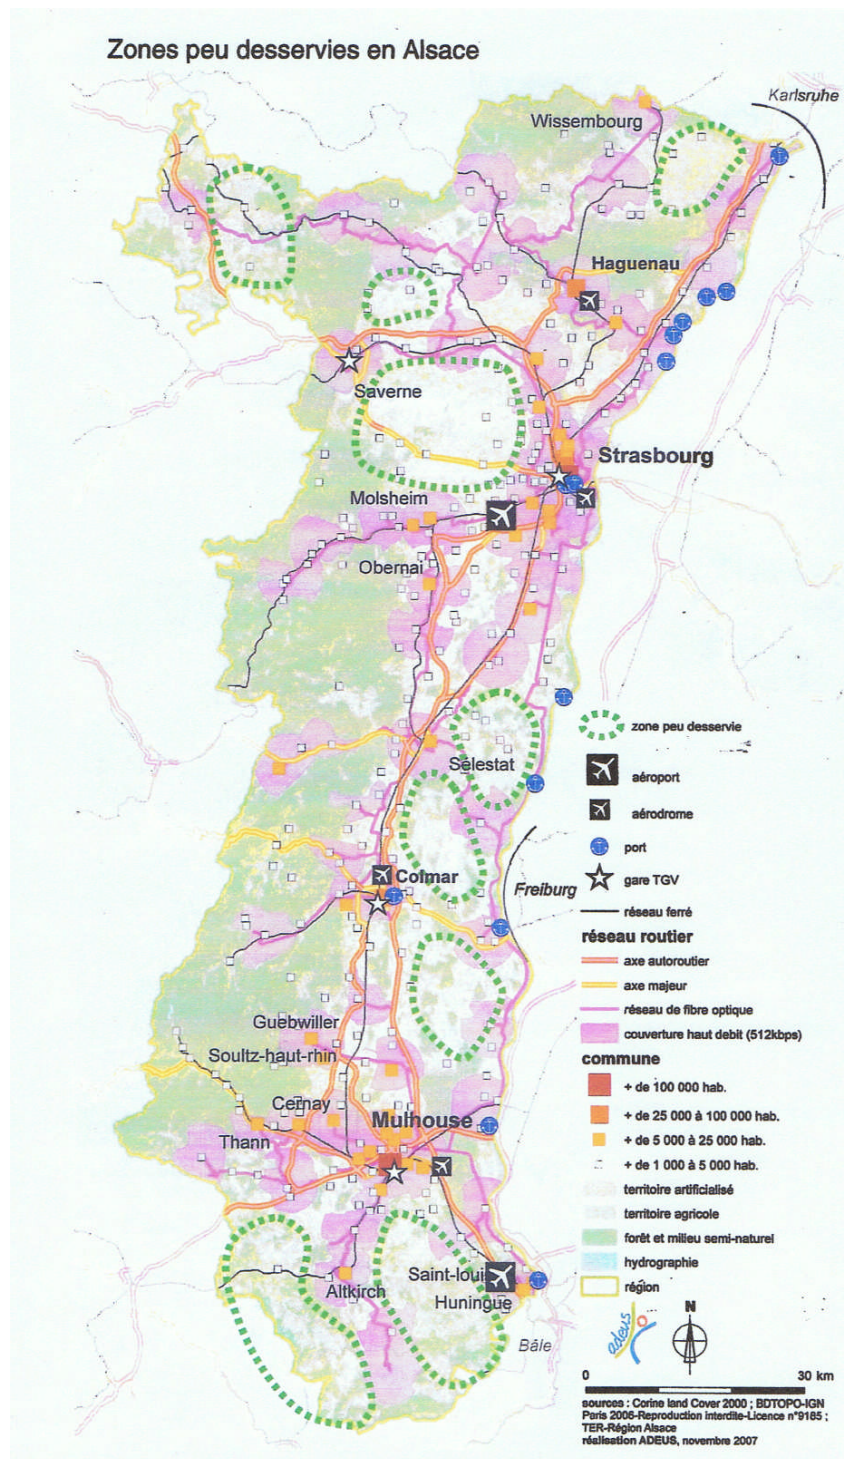 Zones peu desservies en Alsace
Karlsruhe
Wissembourg
Haguenau
Saverne
Strasbourg
Molsheim
Obernai
zone peu desservie
Sélestat
aéroport
aérodrome
port
Colmar
gare TGV
Freiburg
réseau ferré
réseau routier
axe autoroutier
axe majeur
réseau de fibre optique
couverture haut debit (512kbps)
Guebwiller
Soultz-haut-rhin
commune
+ de 100 000 hab.
Cernay
Mulhouse
+ de 25 000 à 100 000 hab.
Thann
+ de 5 000 à 25 000 hab.
+ de 1 000 à 5 000 hab.
territoire artificialisé
territoire agricole
forêt et milieu semi-naturel
hydrographie
Saint-loui
Altkirch
région
Huningue
adeus
N
Bâle
0 30 km
sources : Corine land Cover 2000 ; BDTOPO-IGN
Paris 2006-Reproduction interdite-Licence n°9185 ;
TER-Région Alsace
réalisation ADEUS, novembre 2007